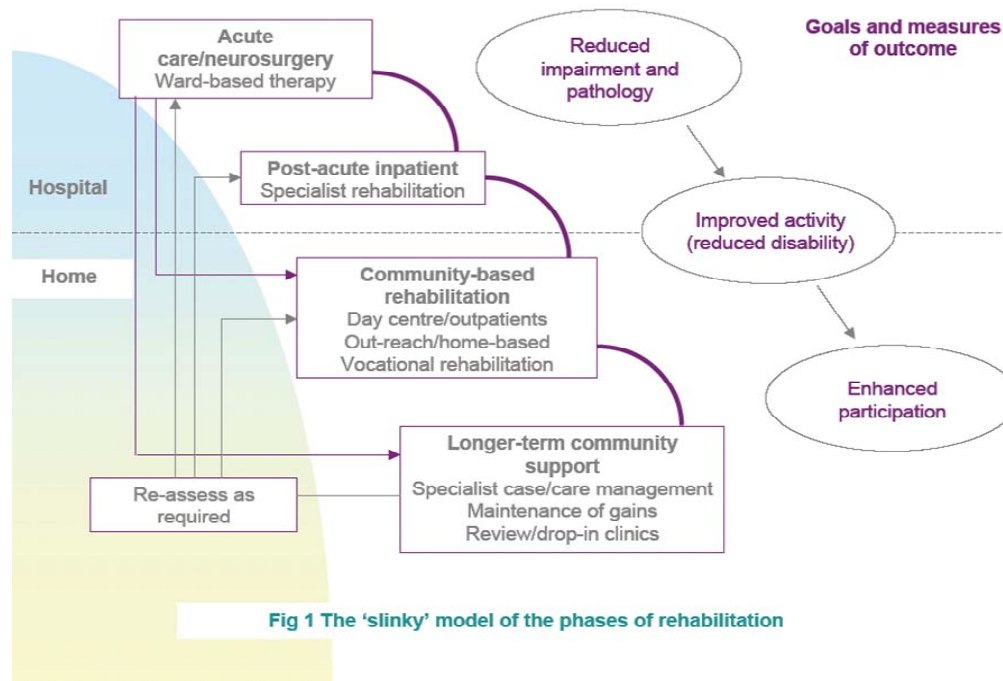 Acute
care/neurosurgery
Ward-based therapy
Reduced
impairment and
pathology
Goals and measures
of outcome
Hospital
Post-acute inpatient
Specialist rehabilitation
Improved activity
(reduced disability)
Home
Community-based
rehabilitation
Day centre/outpatients
Out-reach/home-based
Vocational rehabilitation
Enhanced
participation
Longer-term community
support
Specialist case/care management
Maintenance of gains
Review/drop-in clinics
Re-assess as
required
Fig 1 The ‘slinky’ model of the phases of rehabilitation